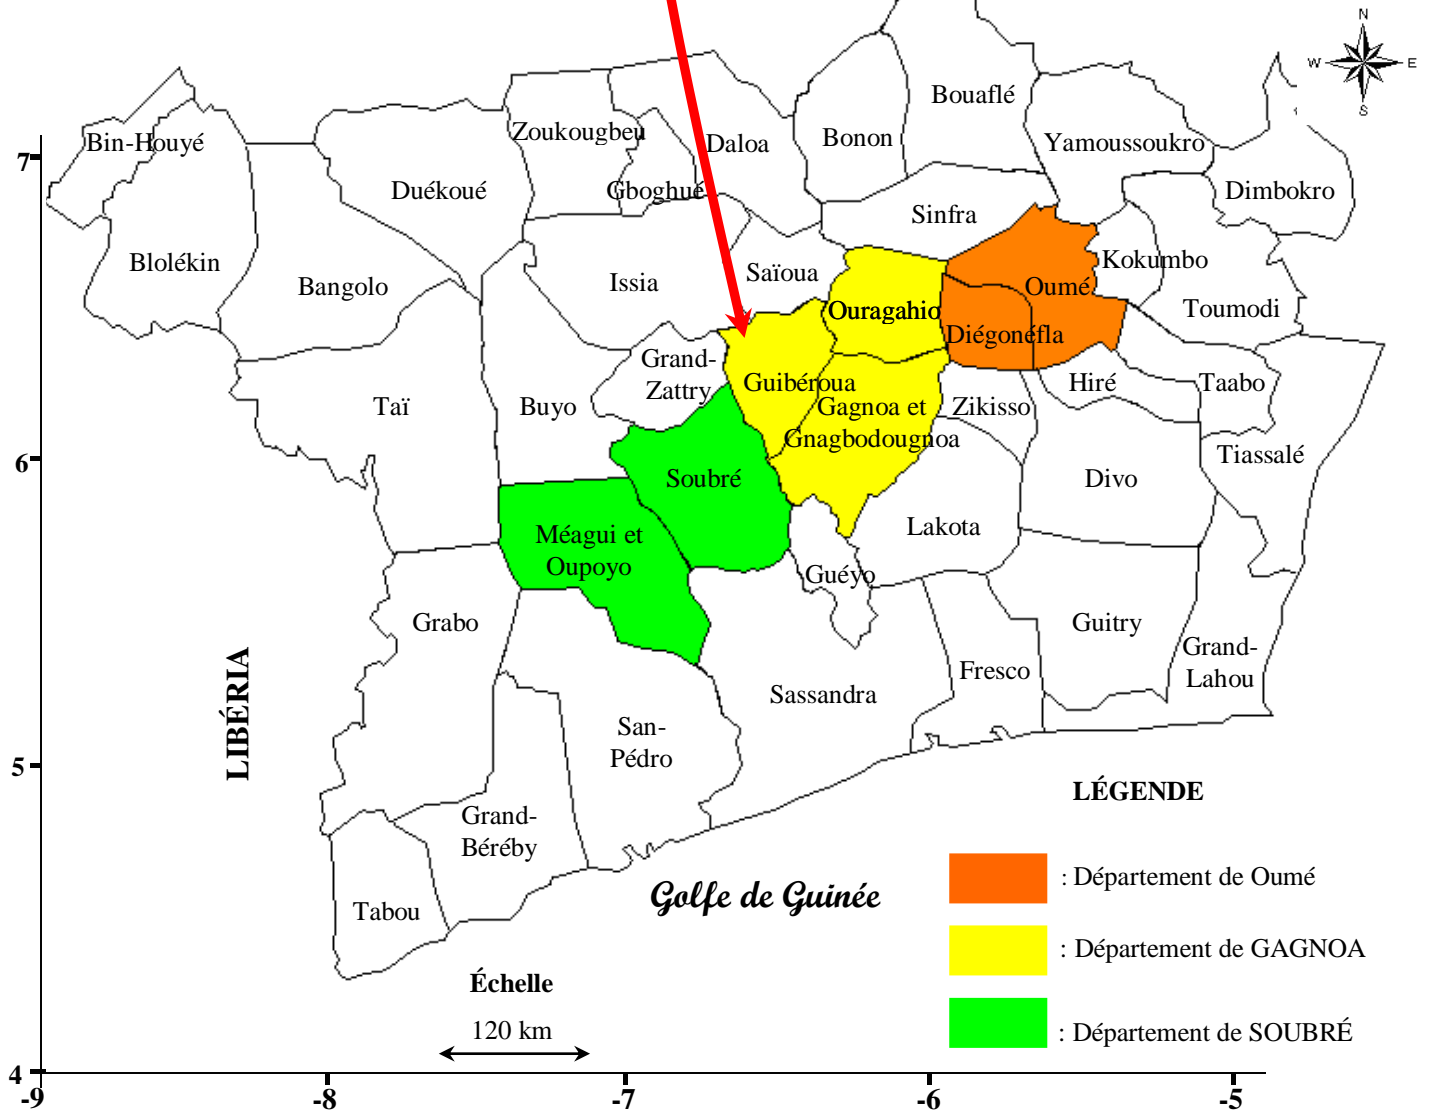 N
W
E
S
Bouaflé
Bin-Houyé
Zoukougbeu
Daloa
Bonon
Yamoussoukro
7
Duékoué
Gboghué
Dimbokro
Sinfra
Blolékin
Bangolo
Issia
Saïoua
Kokumbo
Oumé
Toumodi
Ouragahio
Diégonéfla
Grand-
Zattry
Guibéroua
Hiré
Taabo
Taï
Buyo
Gagnoa et
Gnagbodougnoa
Zikisso
6
Soubré
Divo
Tiassalé
Méagui et
Oupoyo
Lakota
Guéyo
Grabo
Guitry
LIBÉRIA
Grand-
Lahou
Fresco
Sassandra
San-
Pédro
5
LÉGENDE
Grand-
Béréby
: Département de Oumé
Golfe de Guinée
Tabou
: Département de GAGNOA
Échelle
120 km
: Département de SOUBRÉ
4
-9
-8
-7
-6
-5